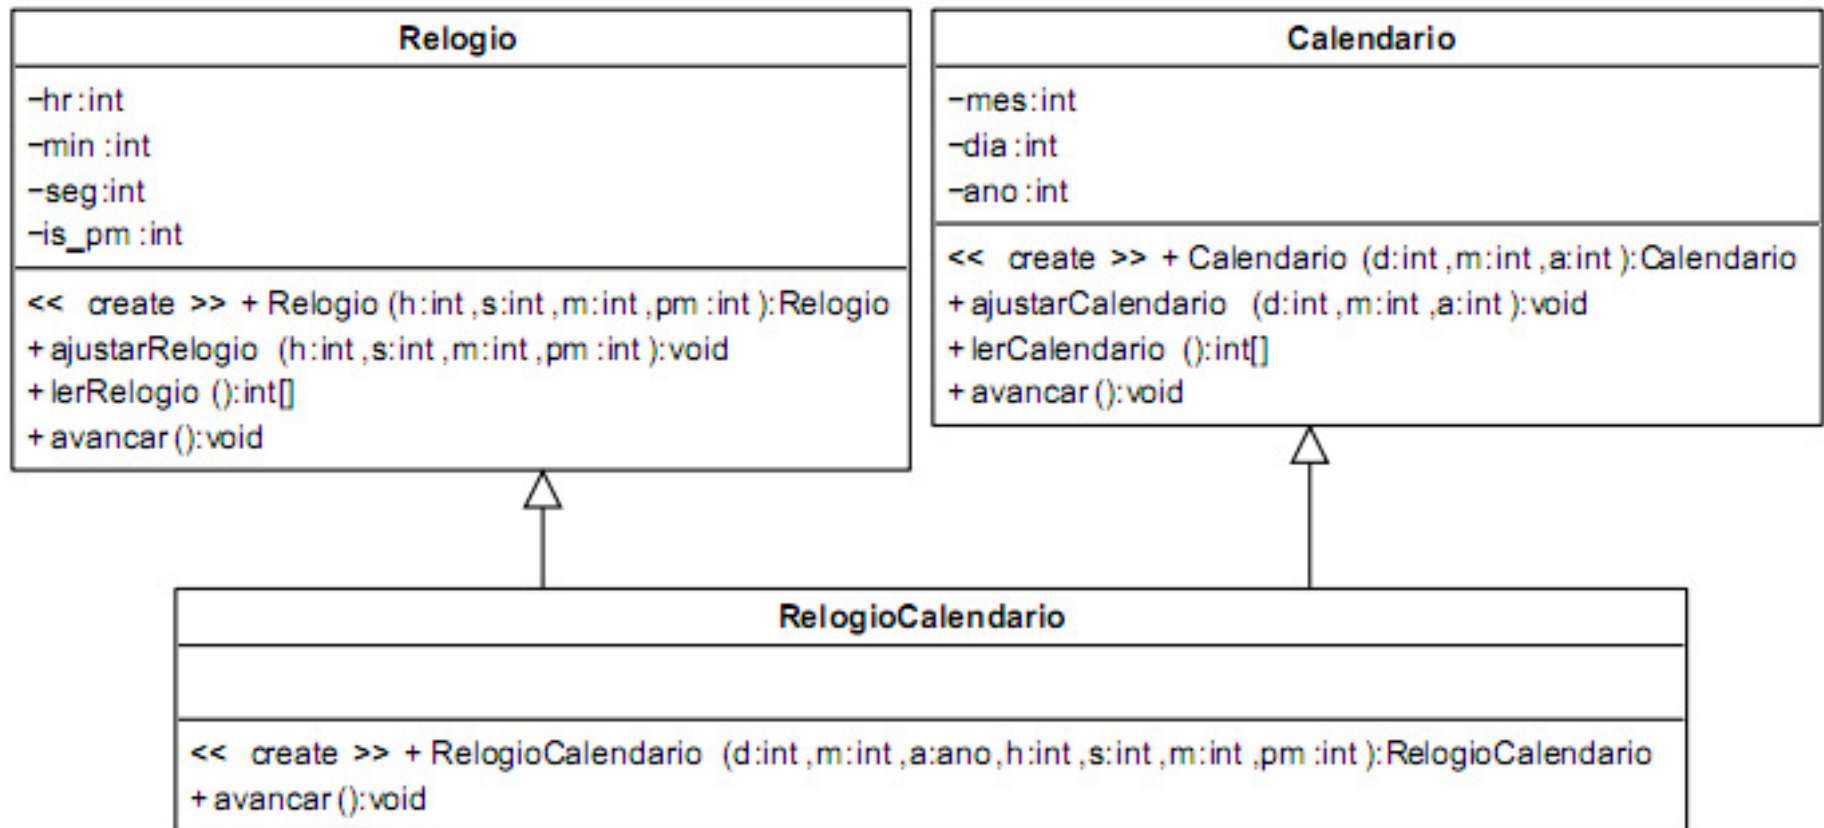 Relogio
-hr:int
-min :int
-seg:int
-is_pm :int
<< create >> + Relogio (h:int ,s:int ,m:int ,pm :int ):Relogio
+ ajustarRelogio (h:int ,s:int ,m:int ,pm :int ):void
+ lerRelogio ():int[]
+ avancar ():void
Calendario
-mes:int
-dia :int
-ano :int
<< create >> + Calendario (d:int ,m:int ,a:int ):Calendario
+ ajustarCalendario (d:int ,m:int ,a:int ):void
+ lerCalendario ():int[]
+ avancar ():void
RelogioCalendario
<< create >> + RelogioCalendario (d:int ,m:int ,a:ano ,h:int ,s:int ,m:int ,pm :int ):RelogioCalendario
+ avancar ():void